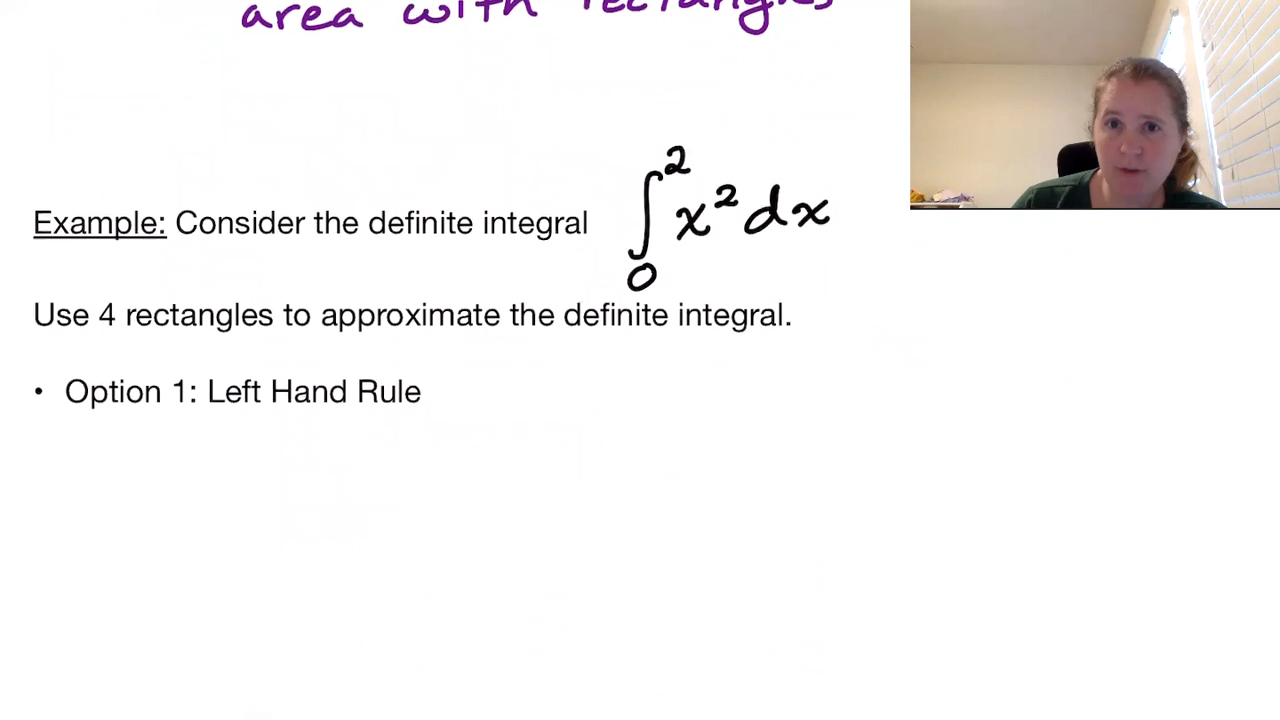 area with rectangles
Example: Consider the definite integral ∫₀² x² dx
Use 4 rectangles to approximate the definite integral.
• Option 1: Left Hand Rule